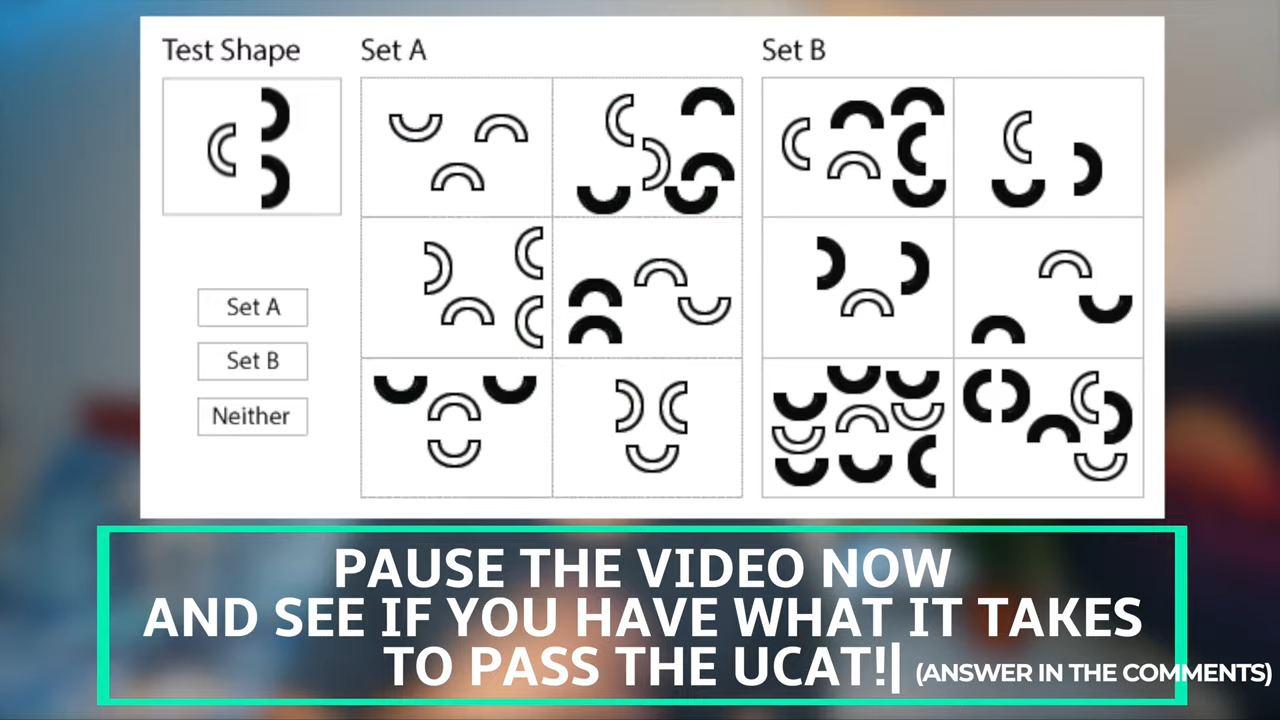 Test Shape
Set A
Set B
Set A
Set B
Neither
PAUSE THE VIDEO NOW
AND SEE IF YOU HAVE WHAT IT TAKES
TO PASS THE UCAT!| (ANSWER IN THE COMMENTS)